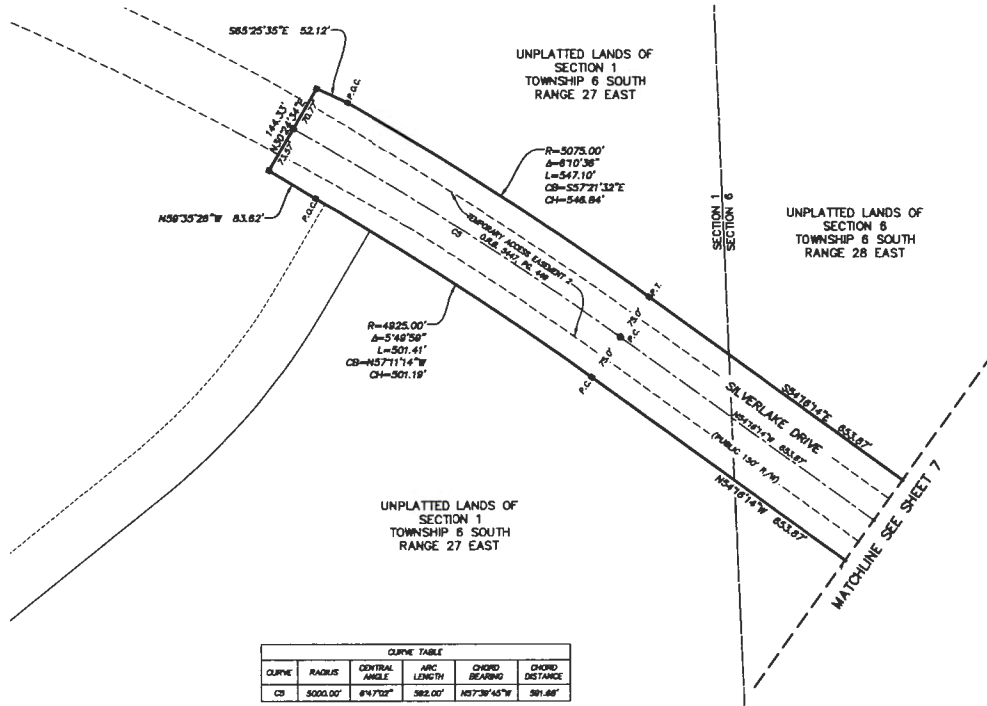 S65°25'35"E 52.12'
UNPLATTED LANDS OF
SECTION 1
TOWNSHIP 6 SOUTH
RANGE 27 EAST
P.O.C.
144.33'
N30°24'34"E
70.77'
73.57'
R=5075.00'
Δ=6°10'36"
L=547.10'
CB=S57°21'32"E
CH=546.84'
N59°35'26"W 83.62'
P.O.C.
SECTION 1
SECTION 6
UNPLATTED LANDS OF
SECTION 6
TOWNSHIP 6 SOUTH
RANGE 28 EAST
TEMPORARY ACCESS EASEMENT 2
O.R.B. 5447, PG. 449
C5
P.T.
75.0'
P.C.
75.0'
P.C.
R=4925.00'
Δ=5°49'59"
L=501.41'
CB=N57°11'14"W
CH=501.19'
S54°16'14"E 653.87'
SILVERLAKE DRIVE
N54°16'14"W 653.87'
(PUBLIC 150' R/W)
N54°16'14"W 653.87'
MATCHLINE SEE SHEET 7
UNPLATTED LANDS OF
SECTION 1
TOWNSHIP 6 SOUTH
RANGE 27 EAST
CURVE TABLE
CURVE RADIUS CENTRAL ANGLE ARC LENGTH CHORD BEARING CHORD DISTANCE
C5 5000.00' 6°47'02" 592.00' N57°39'45"W 591.66'